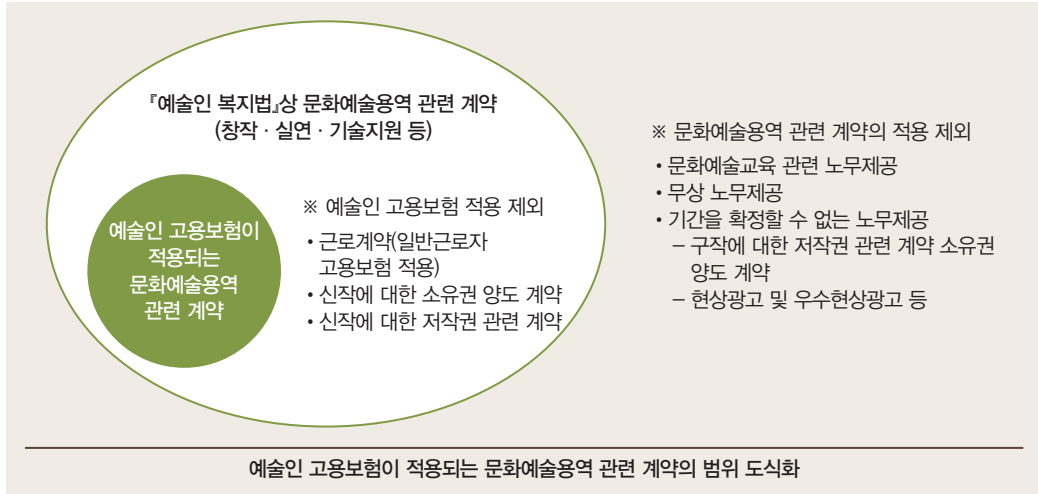 『예술인 복지법』상 문화예술용역 관련 계약
(창작 · 실연 · 기술지원 등)
예술인 고용보험이
적용되는
문화예술용역
관련 계약
※ 예술인 고용보험 적용 제외
• 근로계약(일반근로자
고용보험 적용)
• 신작에 대한 소유권 양도 계약
• 신작에 대한 저작권 관련 계약
※ 문화예술용역 관련 계약의 적용 제외
• 문화예술교육 관련 노무제공
• 무상 노무제공
• 기간을 확정할 수 없는 노무제공
– 구작에 대한 저작권 관련 계약 소유권
양도 계약
– 현상광고 및 우수현상광고 등
예술인 고용보험이 적용되는 문화예술용역 관련 계약의 범위 도식화